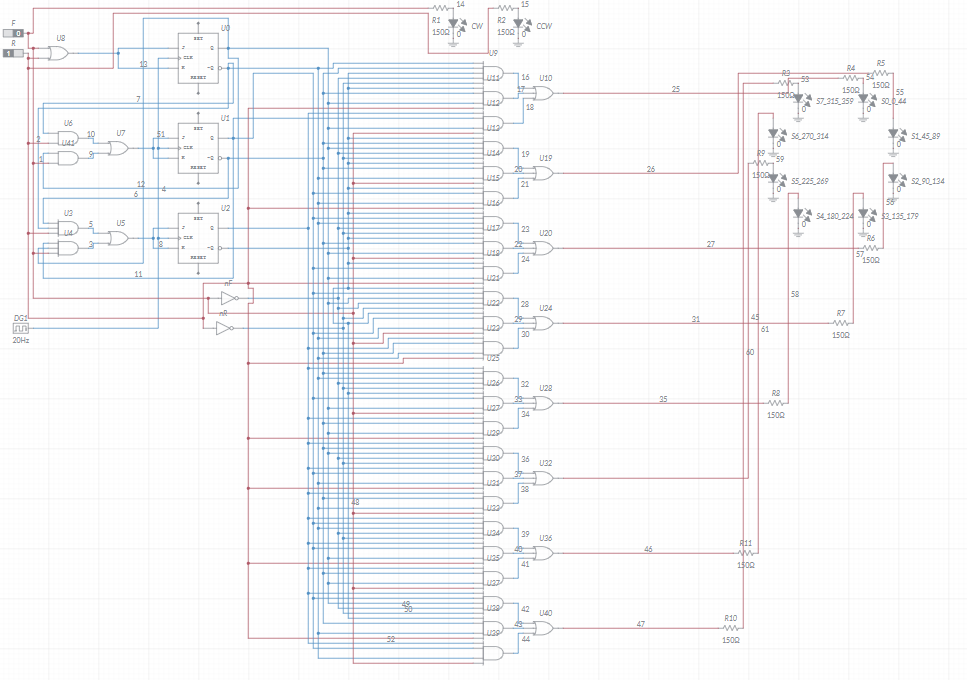 F
0
R
1
U8
R1
150Ω
14
CW
0
R2
150Ω
15
CCW
0
U0
SET
J
Q
CLK
K
~Q
RESET
13
7
U6
U41
10
9
2
1
U7
51
U1
SET
J
Q
CLK
K
~Q
RESET
12
4
6
U3
U4
5
3
U5
8
U2
SET
J
Q
CLK
K
~Q
RESET
11
nF
nR
DG1
20Hz
U9
U11
U12
U13
16
17
18
U10
25
U14
U15
U16
19
20
21
U19
26
U17
U18
U21
23
22
24
U20
27
U22
U23
U25
28
29
30
U24
31
U26
U27
U29
32
33
34
U28
35
U30
U31
U33
36
37
38
U32
U34
U35
U37
39
40
41
U36
46
U38
U39
42
43
44
U40
47
48
49
50
52
R3
150Ω
53
R4
150Ω
54
R5
150Ω
55
S7_315_359
0
S0_0_44
0
S6_270_314
0
S1_45_89
0
R9
150Ω
59
S5_225_269
0
S2_90_134
0
S4_180_224
0
S3_135_179
0
56
R6
150Ω
57
58
45
61
60
R7
150Ω
R8
150Ω
R11
150Ω
R10
150Ω